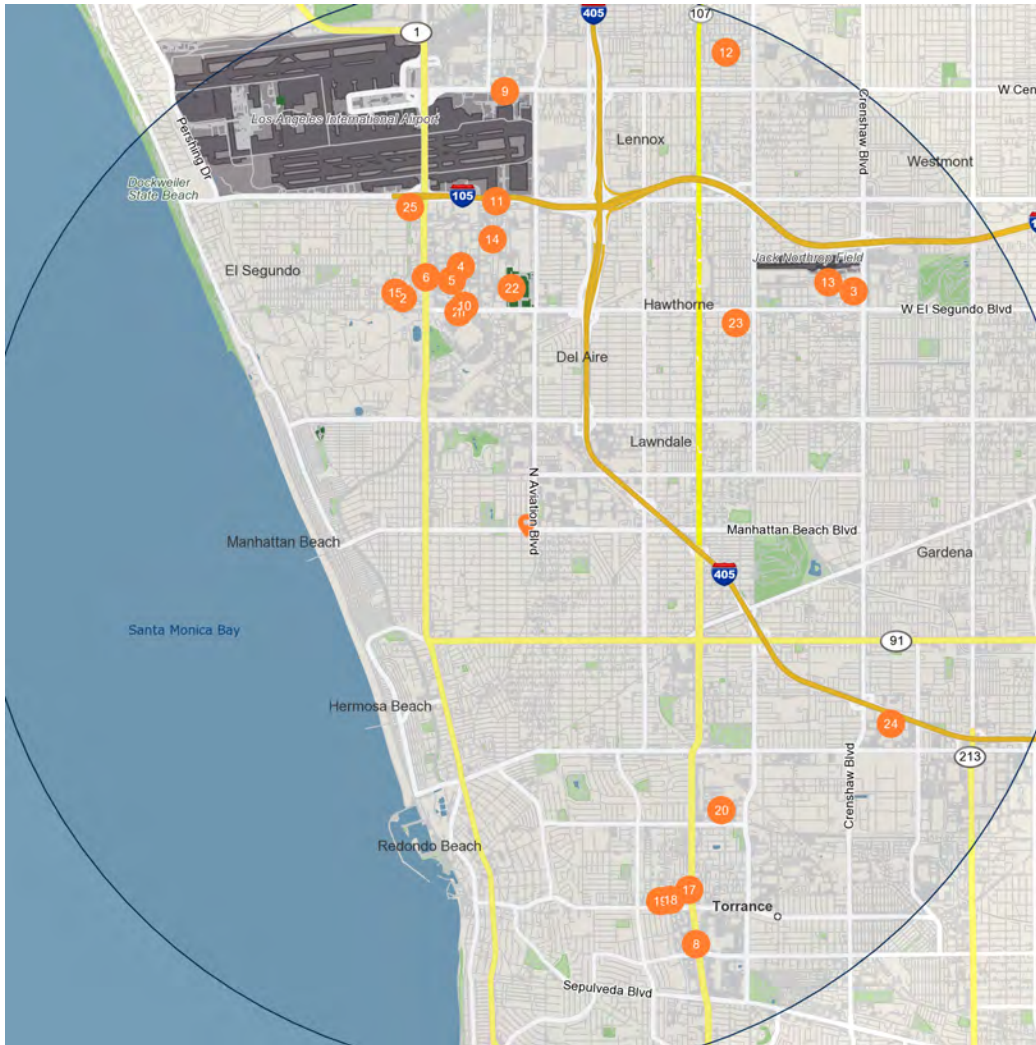 405
107
1
12
9
W Cen
Crenshaw Blvd
Los Angeles International Airport
Pershing Dr
Lennox
Westmont
Dockweiler
State Beach
105
11
25
14
El Segundo
4
6
5
Jack Northrop Field
13
3
15
2
22
10
Hawthorne
W El Segundo Blvd
23
Del Aire
Lawndale
N Aviation Blvd
Manhattan Beach Blvd
Manhattan Beach
Gardena
405
Santa Monica Bay
91
Hermosa Beach
24
213
Crenshaw Blvd
20
Redondo Beach
17
18
Torrance
8
Sepulveda Blvd